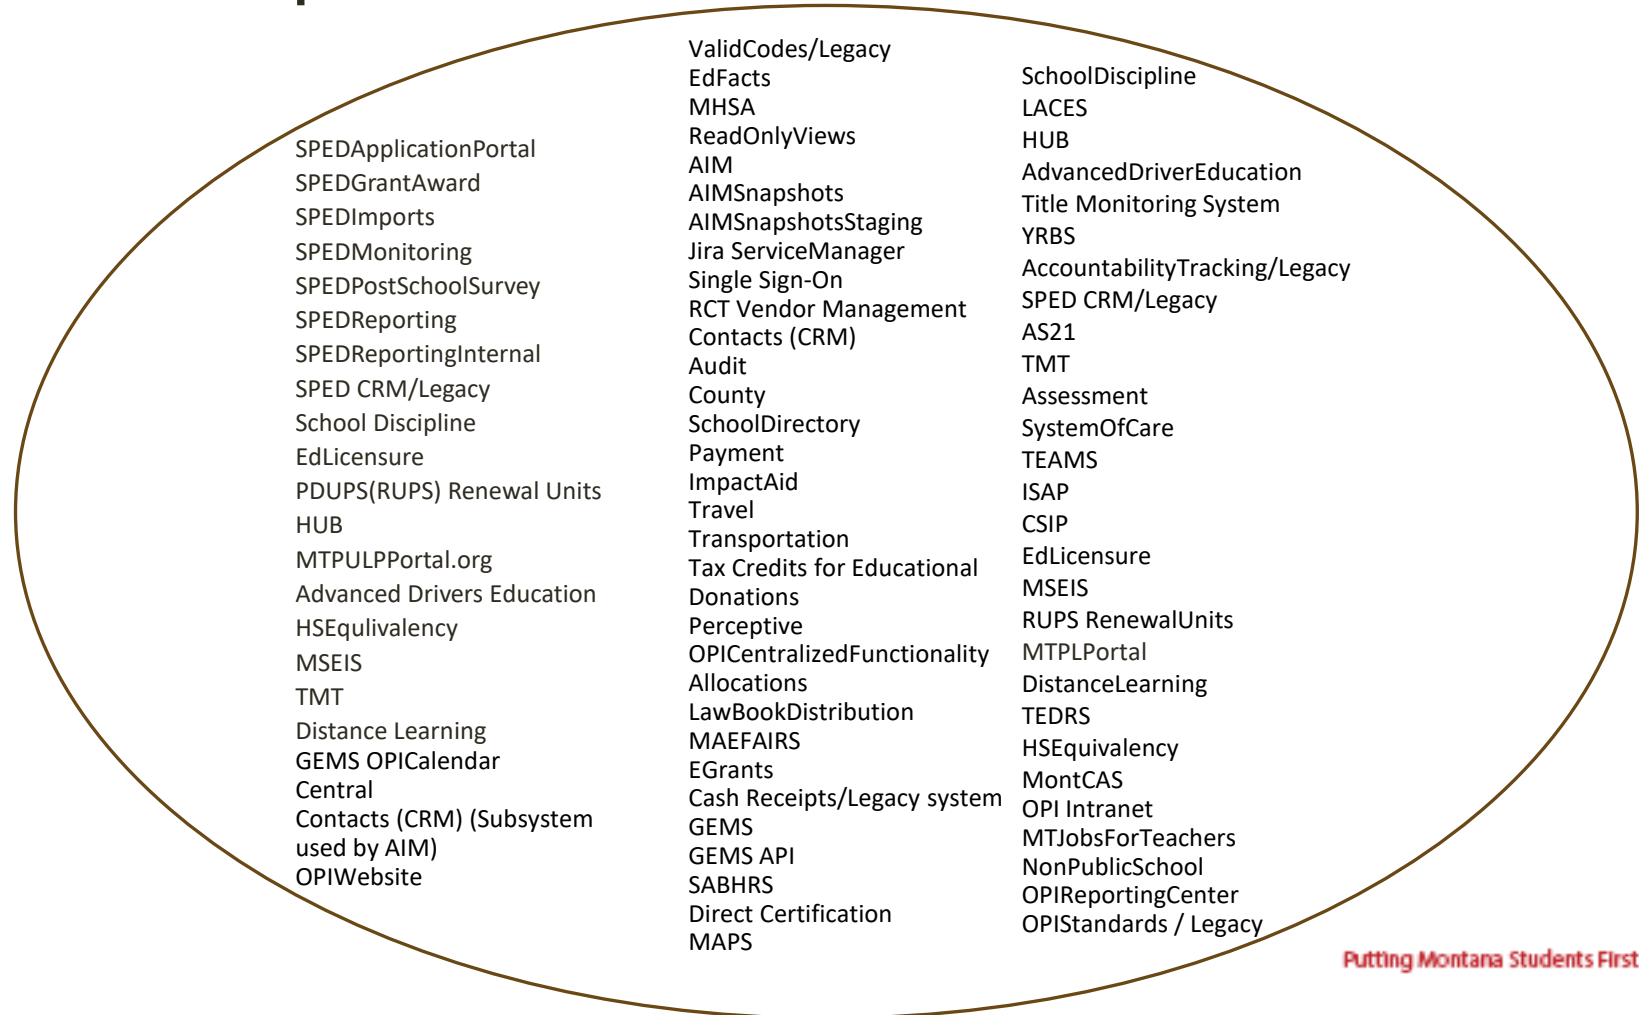 SPEDApplicationPortal
SPEDGrantAward
SPEDImports
SPEDMonitoring
SPEDPostSchoolSurvey
SPEDReporting
SPEDReportingInternal
SPED CRM/Legacy
School Discipline
EdLicensure
PDUPS(RUPS) Renewal Units
HUB
MTPULPPortal.org
Advanced Drivers Education
HSEqulivalency
MSEIS
TMT
Distance Learning
GEMS OPICalendar
Central
Contacts (CRM) (Subsystem
used by AIM)
OPIWebsite
ValidCodes/Legacy
EdFacts
MHSA
ReadOnlyViews
AIM
AIMSnapshots
AIMSnapshotsStaging
Jira ServiceManager
Single Sign-On
RCT Vendor Management
Contacts (CRM)
Audit
County
SchoolDirectory
Payment
ImpactAid
Travel
Transportation
Tax Credits for Educational
Donations
Perceptive
OPICentralizedFunctionality
Allocations
LawBookDistribution
MAEFAIRS
EGrants
Cash Receipts/Legacy system
GEMS
GEMS API
SABHRS
Direct Certification
MAPS
SchoolDiscipline
LACES
HUB
AdvancedDriverEducation
Title Monitoring System
YRBS
AccountabilityTracking/Legacy
SPED CRM/Legacy
AS21
TMT
Assessment
SystemOfCare
TEAMS
ISAP
CSIP
EdLicensure
MSEIS
RUPS RenewalUnits
MTPLPortal
DistanceLearning
TEDRS
HSEquivalency
MontCAS
OPI Intranet
MTJobsForTeachers
NonPublicSchool
OPIReportingCenter
OPIStandards / Legacy
Putting Montana Students First